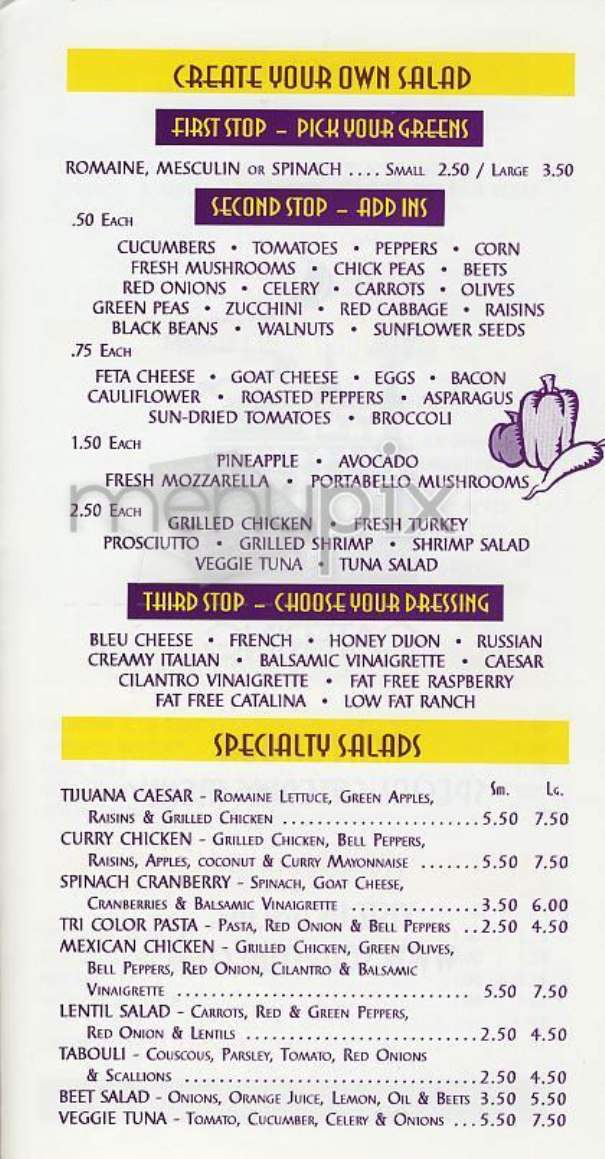 CREATE YOUR OWN SALAD
FIRST STOP – PICK YOUR GREENS
ROMAINE, MESCULIN OR SPINACH .... SMALL 2.50 / LARGE 3.50
SECOND STOP – ADD INS
.50 EACH
CUCUMBERS • TOMATOES • PEPPERS • CORN
FRESH MUSHROOMS • CHICK PEAS • BEETS
RED ONIONS • CELERY • CARROTS • OLIVES
GREEN PEAS • ZUCCHINI • RED CABBAGE • RAISINS
BLACK BEANS • WALNUTS • SUNFLOWER SEEDS
.75 EACH
FETA CHEESE • GOAT CHEESE • EGGS • BACON
CAULIFLOWER • ROASTED PEPPERS • ASPARAGUS
SUN-DRIED TOMATOES • BROCCOLI
1.50 EACH
PINEAPPLE • AVOCADO
FRESH MOZZARELLA • PORTABELLO MUSHROOMS
menupix
2.50 EACH
GRILLED CHICKEN • FRESH TURKEY
PROSCIUTTO • GRILLED SHRIMP • SHRIMP SALAD
VEGGIE TUNA • TUNA SALAD
THIRD STOP – CHOOSE YOUR DRESSING
BLEU CHEESE • FRENCH • HONEY DIJON • RUSSIAN
CREAMY ITALIAN • BALSAMIC VINAIGRETTE • CAESAR
CILANTRO VINAIGRETTE • FAT FREE RASPBERRY
FAT FREE CATALINA • LOW FAT RANCH
SPECIALTY SALADS
SM. LG.
TIJUANA CAESAR - ROMAINE LETTUCE, GREEN APPLES,
RAISINS & GRILLED CHICKEN ........................ 5.50 7.50
CURRY CHICKEN - GRILLED CHICKEN, BELL PEPPERS,
RAISINS, APPLES, COCONUT & CURRY MAYONNAISE ....... 5.50 7.50
SPINACH CRANBERRY - SPINACH, GOAT CHEESE,
CRANBERRIES & BALSAMIC VINAIGRETTE ................ 3.50 6.00
TRI COLOR PASTA - PASTA, RED ONION & BELL PEPPERS .. 2.50 4.50
MEXICAN CHICKEN - GRILLED CHICKEN, GREEN OLIVES,
BELL PEPPERS, RED ONION, CILANTRO & BALSAMIC
VINAIGRETTE .................................. 5.50 7.50
LENTIL SALAD - CARROTS, RED & GREEN PEPPERS,
RED ONION & LENTILS ............................ 2.50 4.50
TABOULI - COUSCOUS, PARSLEY, TOMATO, RED ONIONS
& SCALLIONS .................................. 2.50 4.50
BEET SALAD - ONIONS, ORANGE JUICE, LEMON, OIL & BEETS 3.50 5.50
VEGGIE TUNA - TOMATO, CUCUMBER, CELERY & ONIONS ... 5.50 7.50